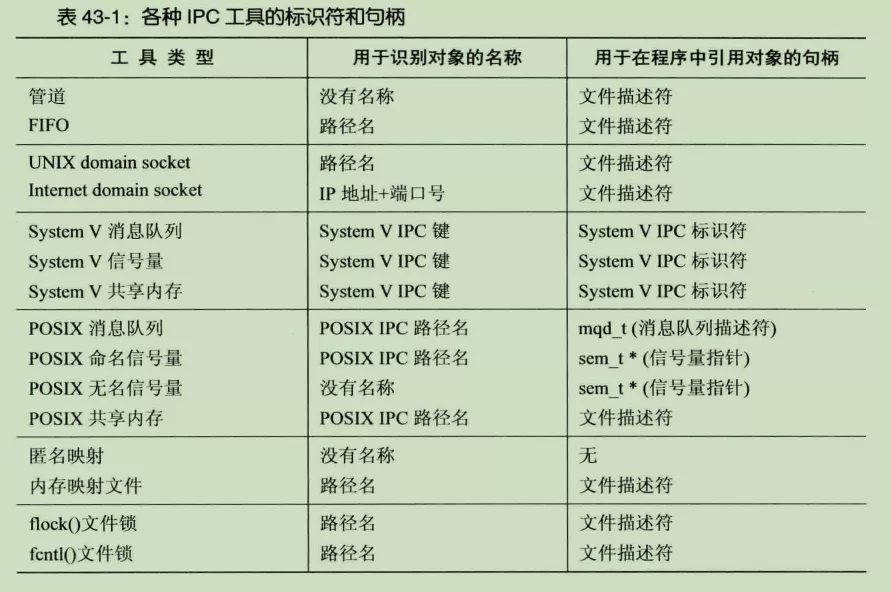 表 43-1：各种 IPC 工具的标识符和句柄
工 具 类 型 用于识别对象的名称 用于在程序中引用对象的句柄
管道 没有名称 文件描述符
FIFO 路径名 文件描述符
UNIX domain socket 路径名 文件描述符
Internet domain socket IP 地址+端口号 文件描述符
System V 消息队列 System V IPC 键 System V IPC 标识符
System V 信号量 System V IPC 键 System V IPC 标识符
System V 共享内存 System V IPC 键 System V IPC 标识符
POSIX 消息队列 POSIX IPC 路径名 mqd_t (消息队列描述符)
POSIX 命名信号量 POSIX IPC 路径名 sem_t * (信号量指针)
POSIX 无名信号量 没有名称 sem_t * (信号量指针)
POSIX 共享内存 POSIX IPC 路径名 文件描述符
匿名映射 没有名称 无
内存映射文件 路径名 文件描述符
flock()文件锁 路径名 文件描述符
fcntl()文件锁 路径名 文件描述符